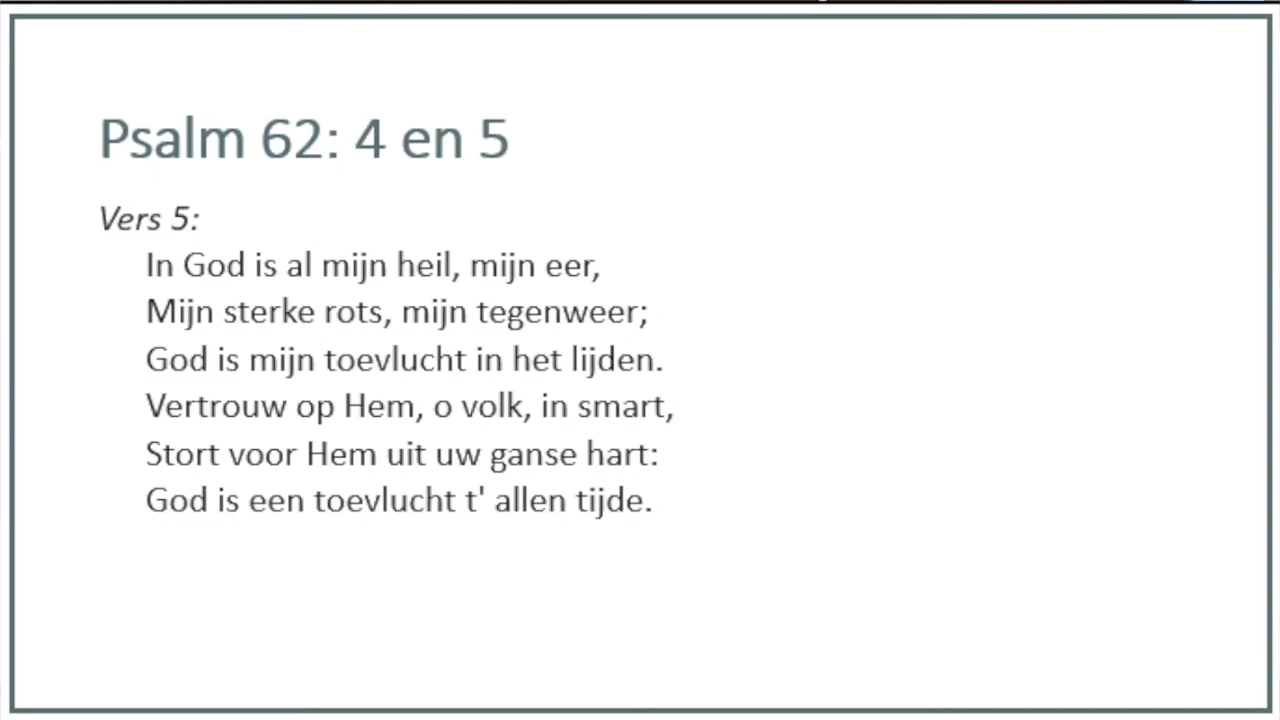 Psalm 62: 4 en 5
Vers 5:
In God is al mijn heil, mijn eer,
Mijn sterke rots, mijn tegenweer;
God is mijn toevlucht in het lijden.
Vertrouw op Hem, o volk, in smart,
Stort voor Hem uit uw ganse hart:
God is een toevlucht t' allen tijde.